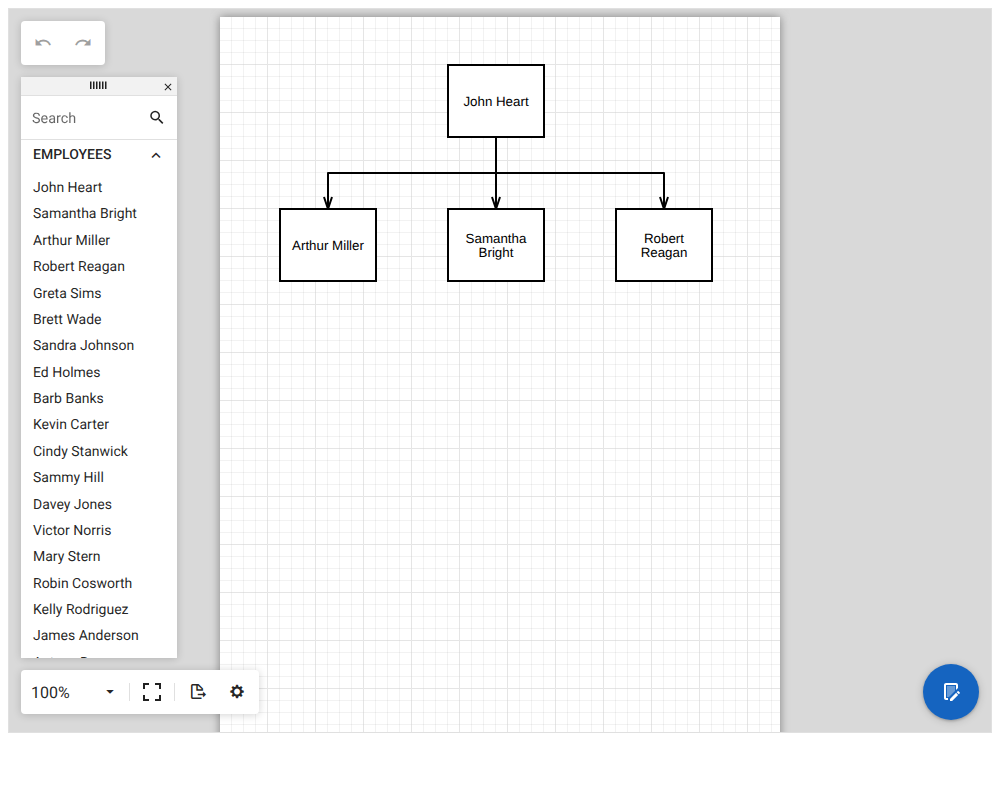 Search
EMPLOYEES
John Heart
Samantha Bright
Arthur Miller
Robert Reagan
Greta Sims
Brett Wade
Sandra Johnson
Ed Holmes
Barb Banks
Kevin Carter
Cindy Stanwick
Sammy Hill
Davey Jones
Victor Norris
Mary Stern
Robin Cosworth
Kelly Rodriguez
James Anderson
100%
John Heart
Arthur Miller
Samantha
Bright
Robert
Reagan